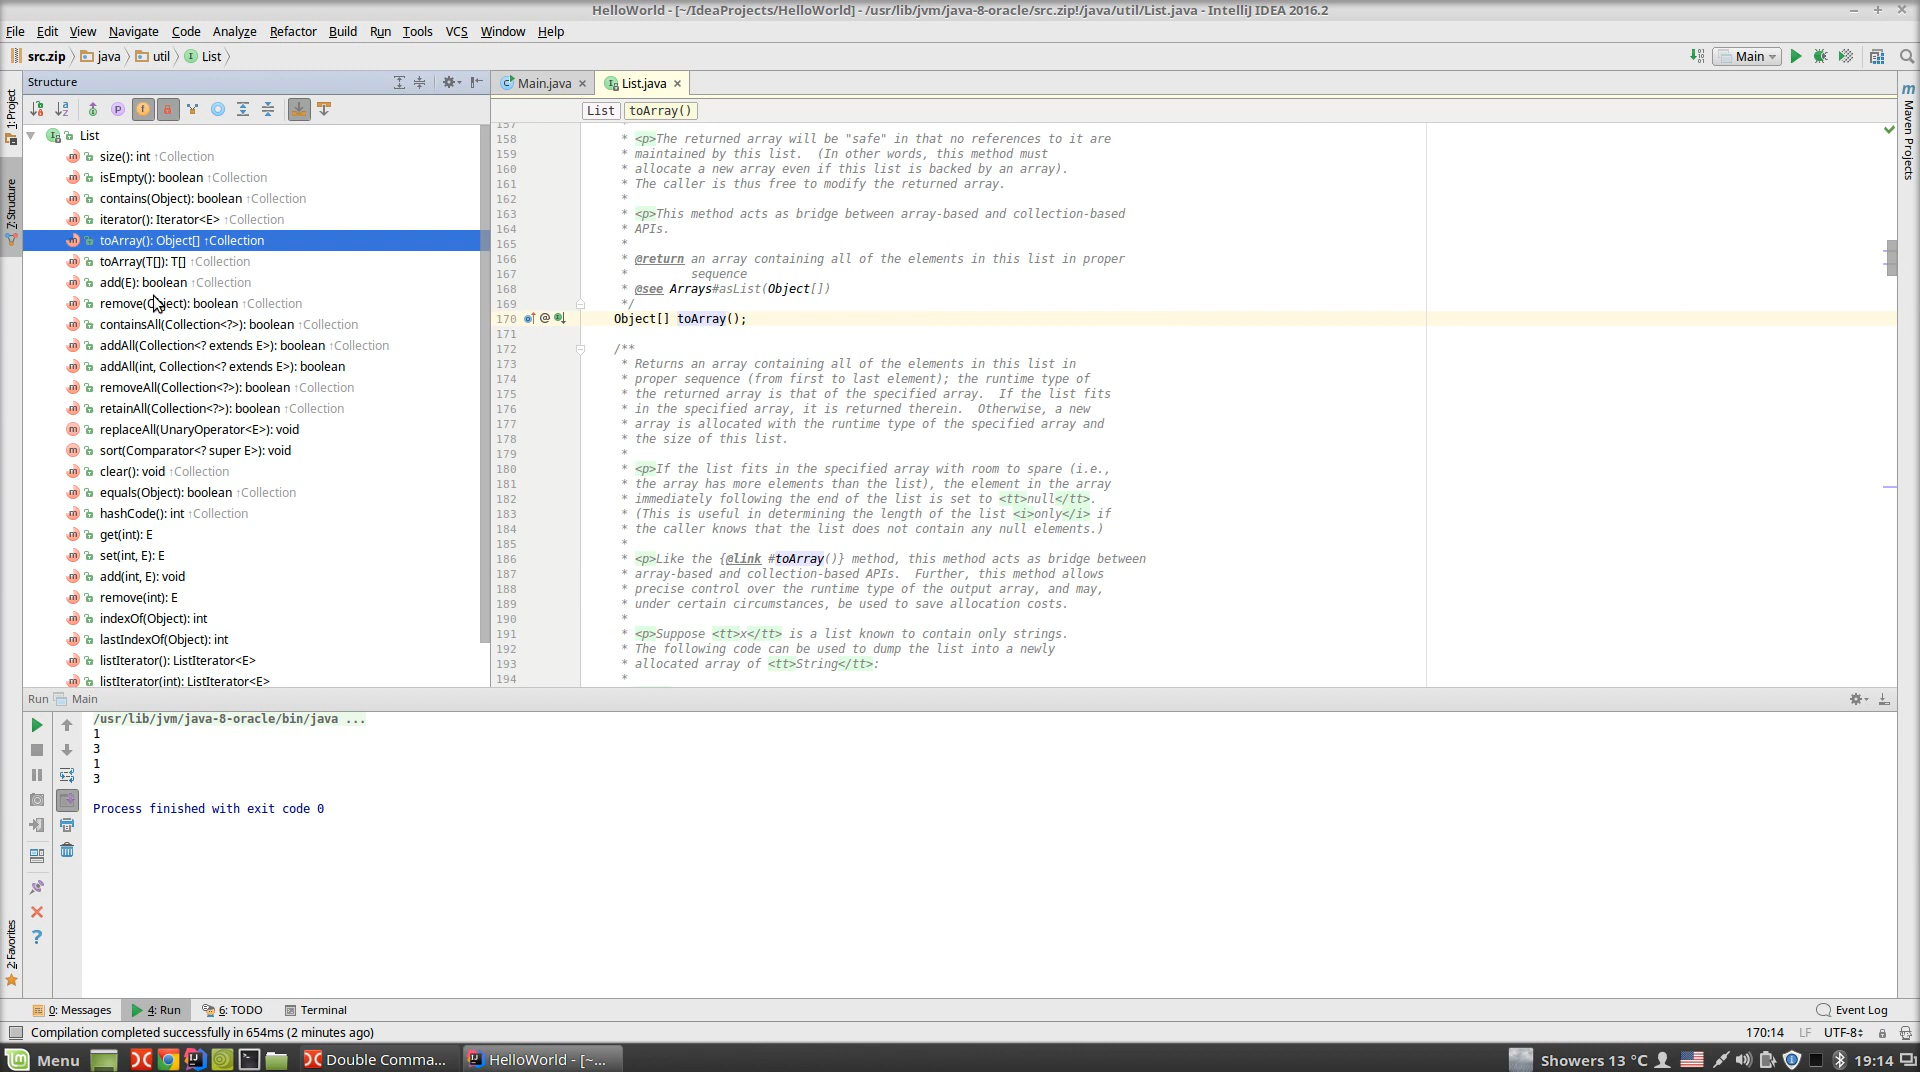 HelloWorld - [~/IdeaProjects/HelloWorld] - /usr/lib/jvm/java-8-oracle/src.zip!/java/util/List.java - IntelliJ IDEA 2016.2
File Edit View Navigate Code Analyze Refactor Build Run Tools VCS Window Help
src.zip java util List
Main
Structure
Main.java List.java
List toArray()
1: Project
7: Structure
2: Favorites
Maven Projects
List
size(): int ↑Collection
isEmpty(): boolean ↑Collection
contains(Object): boolean ↑Collection
iterator(): Iterator<E> ↑Collection
toArray(): Object[] ↑Collection
toArray(T[]): T[] ↑Collection
add(E): boolean ↑Collection
remove(Object): boolean ↑Collection
containsAll(Collection<?>): boolean ↑Collection
addAll(Collection<? extends E>): boolean ↑Collection
addAll(int, Collection<? extends E>): boolean
removeAll(Collection<?>): boolean ↑Collection
retainAll(Collection<?>): boolean ↑Collection
replaceAll(UnaryOperator<E>): void
sort(Comparator<? super E>): void
clear(): void ↑Collection
equals(Object): boolean ↑Collection
hashCode(): int ↑Collection
get(int): E
set(int, E): E
add(int, E): void
remove(int): E
indexOf(Object): int
lastIndexOf(Object): int
listIterator(): ListIterator<E>
listIterator(int): ListIterator<E>
157 *
158 * <p>The returned array will be "safe" in that no references to it are
159 * maintained by this list.  (In other words, this method must
160 * allocate a new array even if this list is backed by an array).
161 * The caller is thus free to modify the returned array.
162 *
163 * <p>This method acts as bridge between array-based and collection-based
164 * APIs.
165 *
166 * @return an array containing all of the elements in this list in proper
167 *         sequence
168 * @see Arrays#asList(Object[])
169 */
170 Object[] toArray();
171
172 /**
173 * Returns an array containing all of the elements in this list in
174 * proper sequence (from first to last element); the runtime type of
175 * the returned array is that of the specified array.  If the list fits
176 * in the specified array, it is returned therein.  Otherwise, a new
177 * array is allocated with the runtime type of the specified array and
178 * the size of this list.
179 *
180 * <p>If the list fits in the specified array with room to spare (i.e.,
181 * the array has more elements than the list), the element in the array
182 * immediately following the end of the list is set to <tt>null</tt>.
183 * (This is useful in determining the length of the list <i>only</i> if
184 * the caller knows that the list does not contain any null elements.)
185 *
186 * <p>Like the {@link #toArray()} method, this method acts as bridge between
187 * array-based and collection-based APIs.  Further, this method allows
188 * precise control over the runtime type of the output array, and may,
189 * under certain circumstances, be used to save allocation costs.
190 *
191 * <p>Suppose <tt>x</tt> is a list known to contain only strings.
192 * The following code can be used to dump the list into a newly
193 * allocated array of <tt>String</tt>:
194 *
Run Main
/usr/lib/jvm/java-8-oracle/bin/java ...
1
3
1
3
Process finished with exit code 0
0: Messages 4: Run 6: TODO Terminal Event Log
Compilation completed successfully in 654ms (2 minutes ago) 170:14 LF UTF-8
Menu Double Comma... HelloWorld - [~... Showers 13 °C 19:14